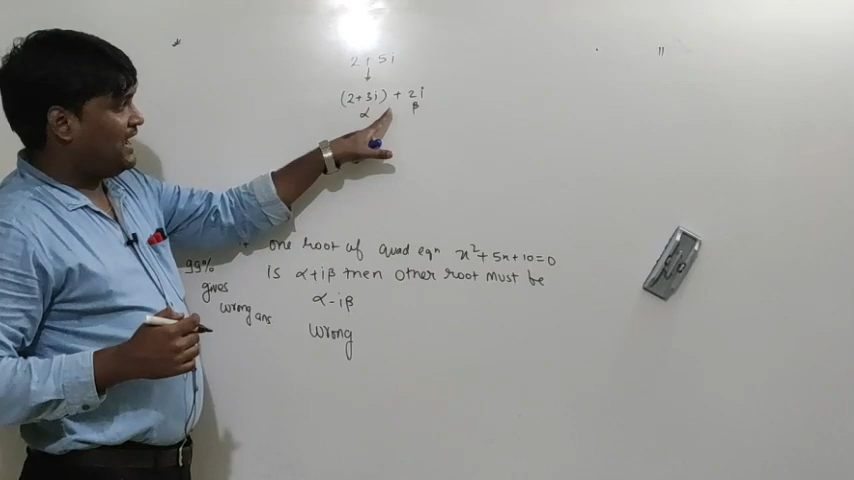 2 + 5i
(2+3i) + 2i
α β
one root of quad eqn x²+5x+10=0
99% is α+iβ then other root must be
gives α-iβ
wrong ans wrong